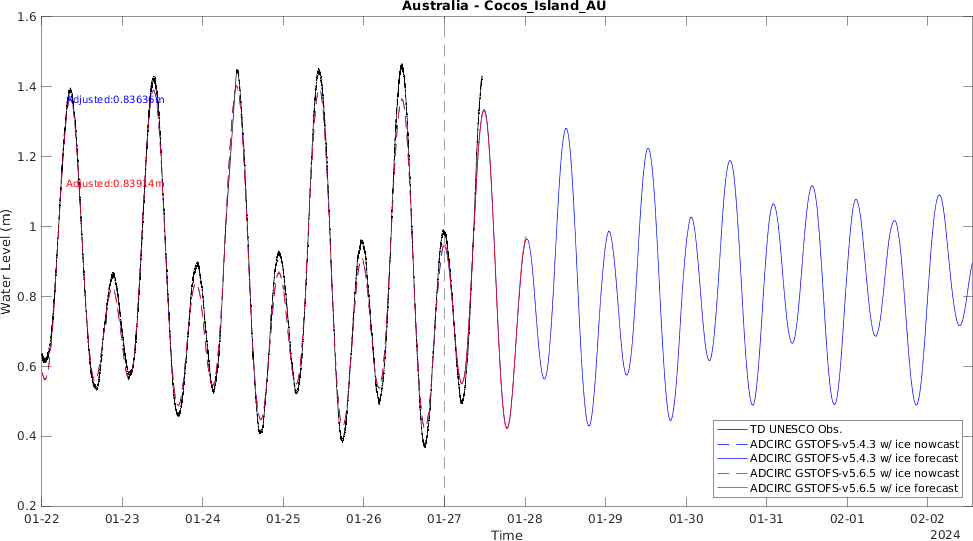 Australia - Cocos_Island_AU
1.6
1.4
1.2
1
0.8
0.6
0.4
0.2
Water Level (m)
Adjusted:0.83636m
Adjusted:0.83914m
TD UNESCO Obs.
ADCIRC GSTOFS-v5.4.3 w/ ice nowcast
ADCIRC GSTOFS-v5.4.3 w/ ice forecast
ADCIRC GSTOFS-v5.6.5 w/ ice nowcast
ADCIRC GSTOFS-v5.6.5 w/ ice forecast
01-22 01-23 01-24 01-25 01-26 01-27 01-28 01-29 01-30 01-31 02-01 02-02
Time
2024